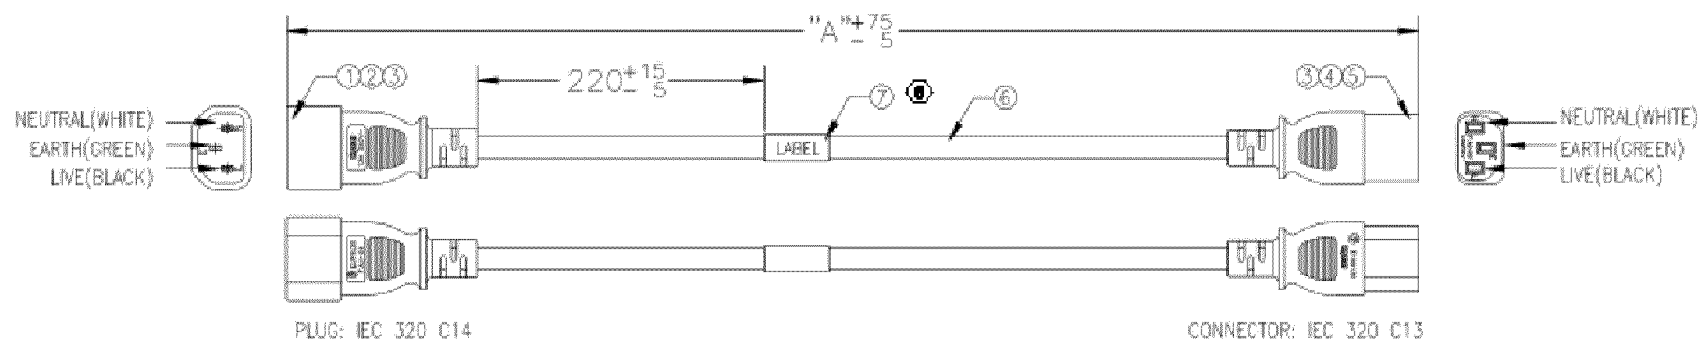 "A"+75
-5
①②③
220+15
-5
③④⑤
⑦ ⑥
NEUTRAL(WHITE)
EARTH(GREEN)
LIVE(BLACK)
LABEL
NEUTRAL(WHITE)
EARTH(GREEN)
LIVE(BLACK)
PLUG: IEC 320 C14
CONNECTOR: IEC 320 C13